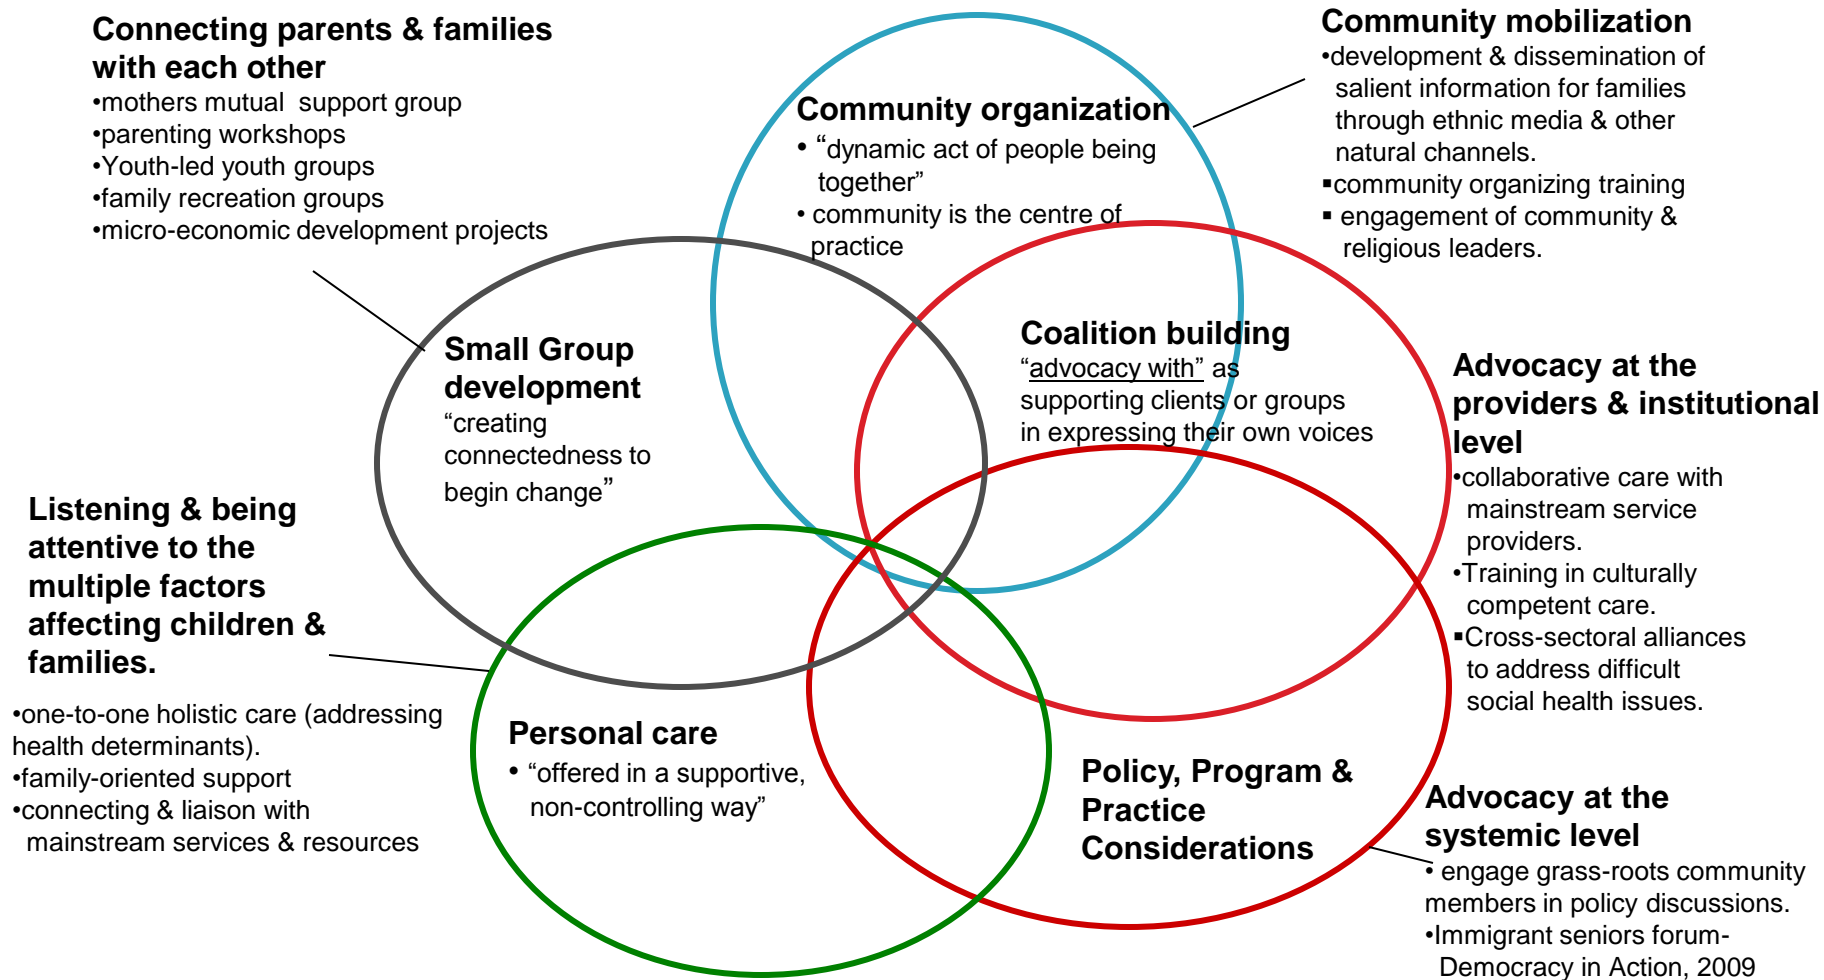 Connecting parents & families
with each other
•mothers mutual support group
•parenting workshops
•Youth-led youth groups
•family recreation groups
•micro-economic development projects
Community organization
• “dynamic act of people being
together”
• community is the centre of
practice
Community mobilization
•development & dissemination of
salient information for families
through ethnic media & other
natural channels.
▪community organizing training
▪ engagement of community &
religious leaders.
Small Group
development
“creating
connectedness to
begin change”
Coalition building
“advocacy with” as
supporting clients or groups
in expressing their own voices
Advocacy at the
providers & institutional
level
•collaborative care with
mainstream service
providers.
•Training in culturally
competent care.
▪Cross-sectoral alliances
to address difficult
social health issues.
Listening & being
attentive to the
multiple factors
affecting children &
families.
•one-to-one holistic care (addressing
health determinants).
•family-oriented support
•connecting & liaison with
mainstream services & resources
Personal care
• “offered in a supportive,
non-controlling way”
Policy, Program &
Practice
Considerations
Advocacy at the
systemic level
• engage grass-roots community
members in policy discussions.
•Immigrant seniors forum-
Democracy in Action, 2009